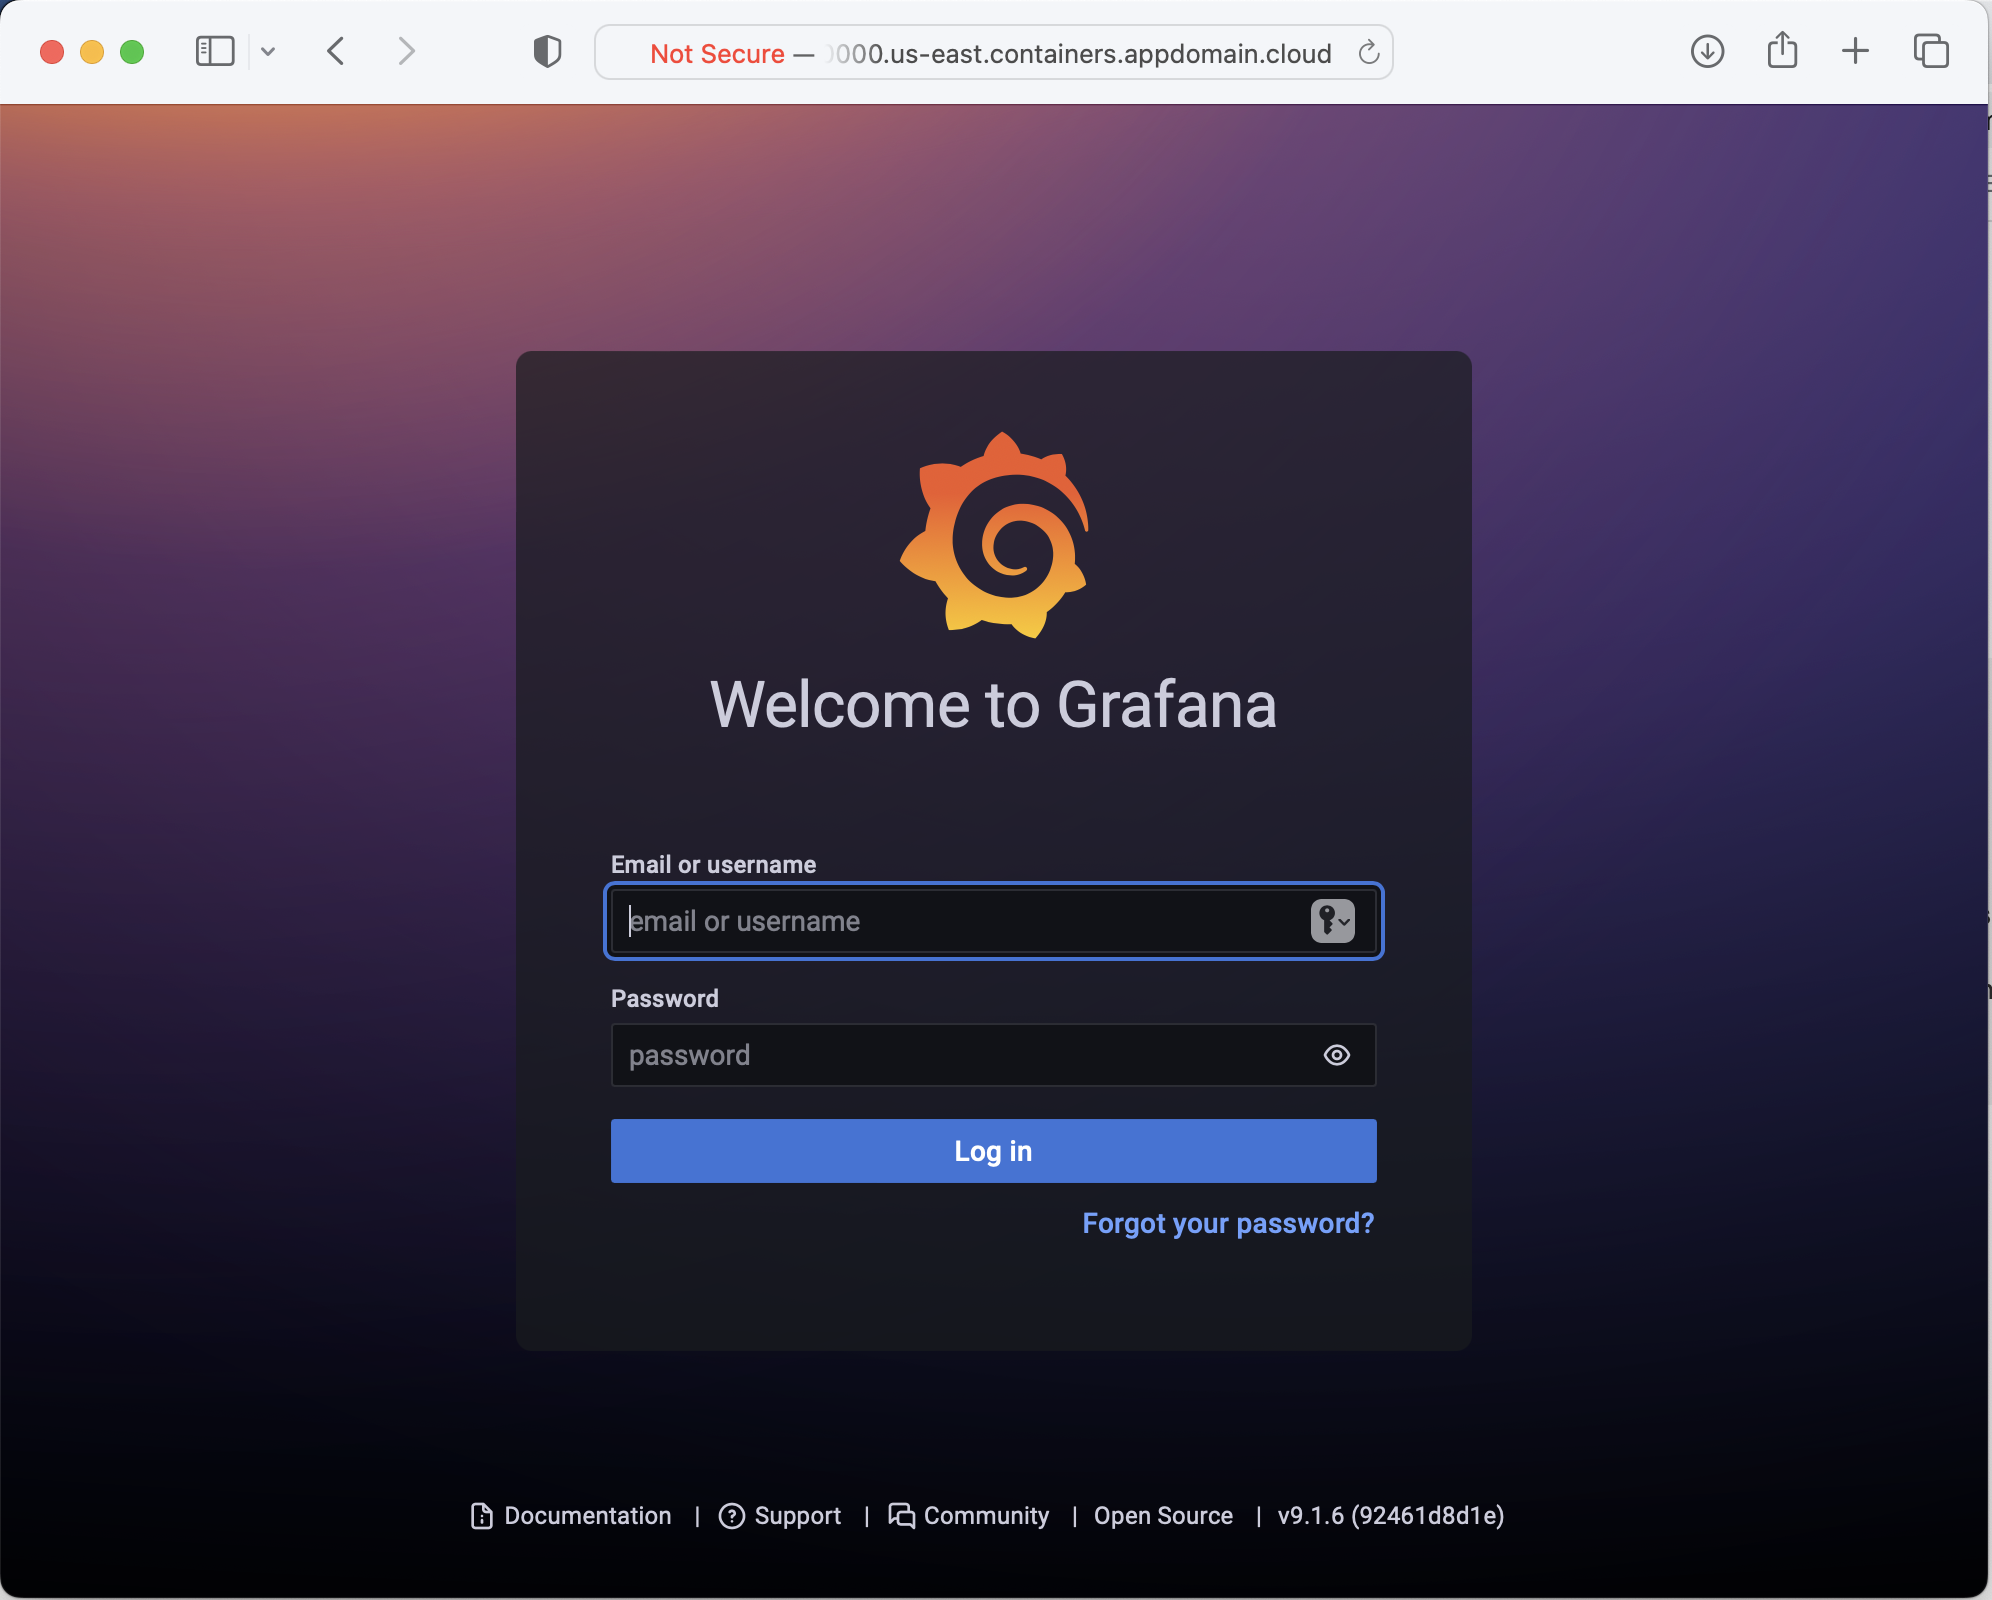 Not Secure — 000.us-east.containers.appdomain.cloud
Welcome to Grafana
Email or username
email or username
Password
password
Log in
Forgot your password?
Documentation | Support | Community | Open Source | v9.1.6 (92461d8d1e)